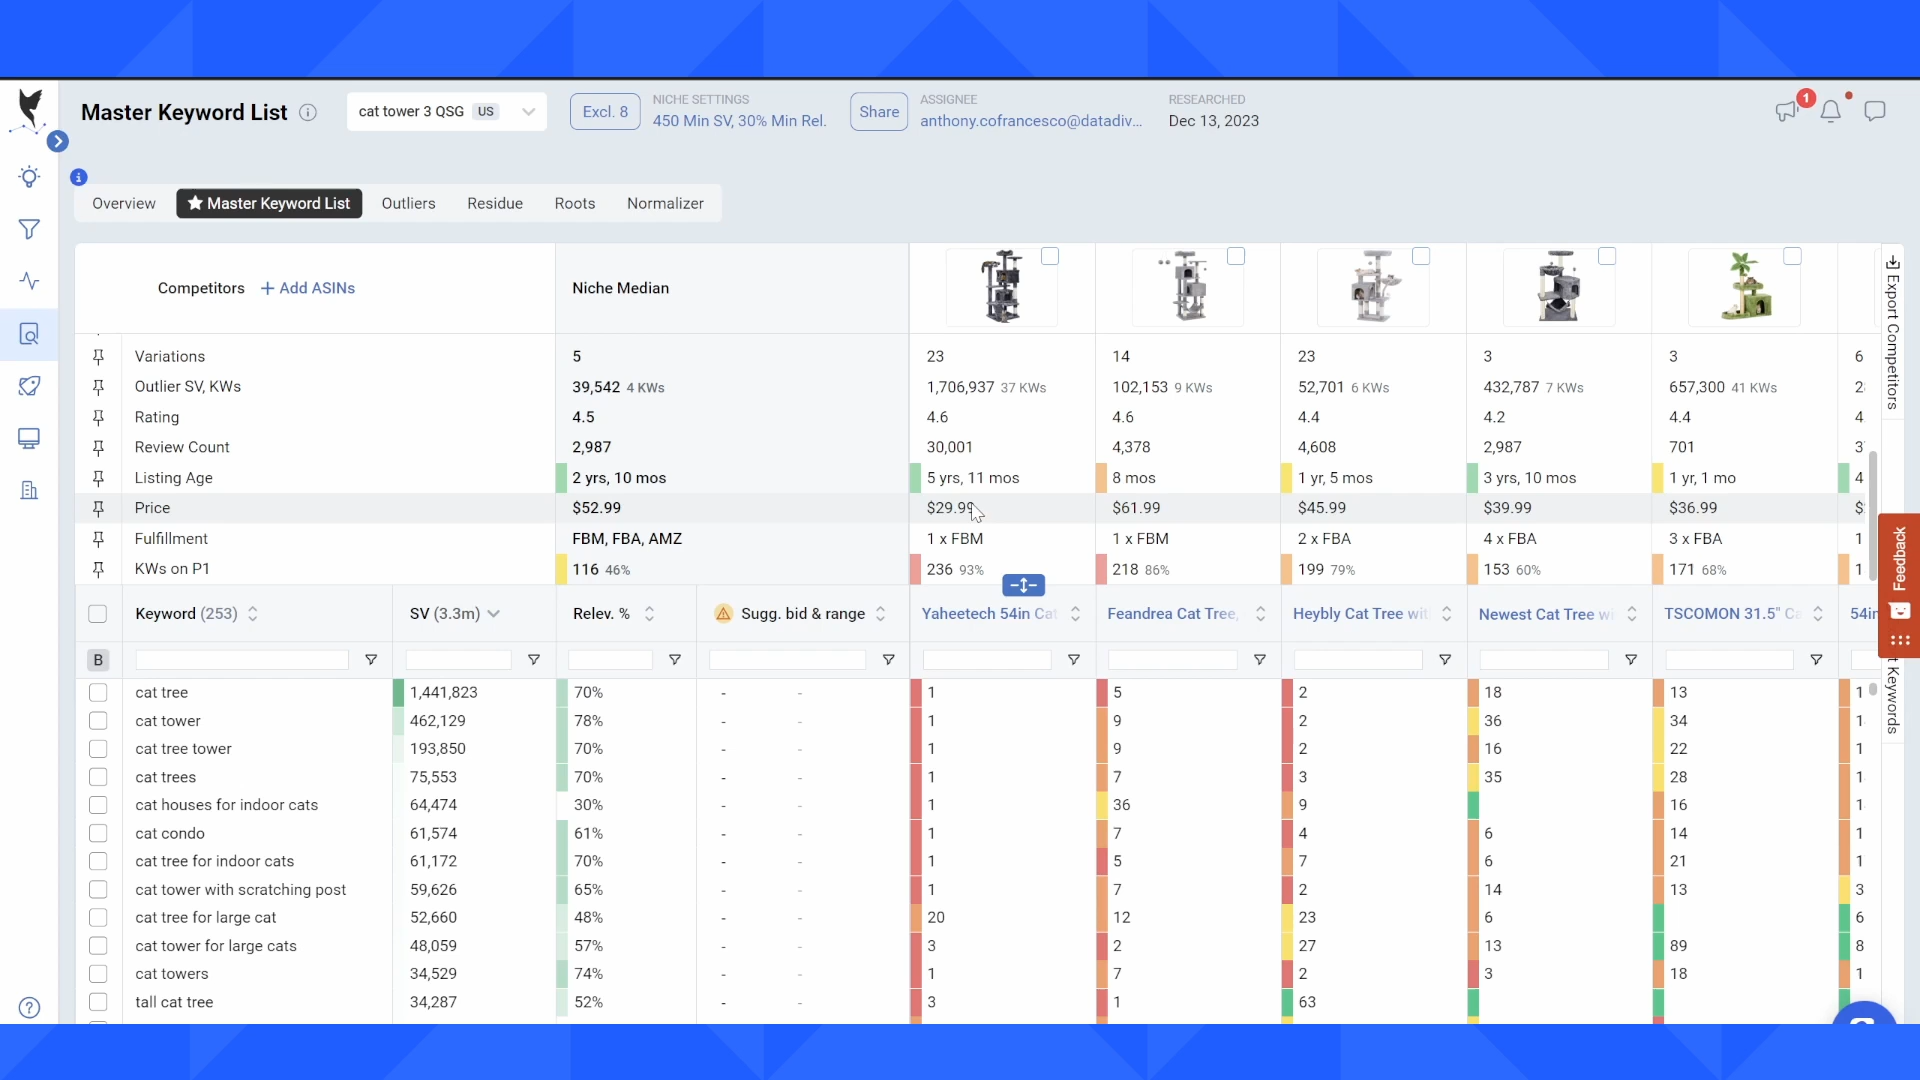 Master Keyword List
cat tower 3 QSG US
Excl. 8
NICHE SETTINGS
450 Min SV, 30% Min Rel.
Share
ASSIGNEE
anthony.cofrancesco@datadiv...
RESEARCHED
Dec 13, 2023
1
Overview
Master Keyword List
Outliers
Residue
Roots
Normalizer
Competitors + Add ASINs
Niche Median
Export Competitors
Variations 5 23 14 23 3 3 6
Outlier SV, KWs 39,542 4 KWs 1,706,937 37 KWs 102,153 9 KWs 52,701 6 KWs 432,787 7 KWs 657,300 41 KWs
Rating 4.5 4.6 4.6 4.4 4.2 4.4
Review Count 2,987 30,001 4,378 4,608 2,987 701
Listing Age 2 yrs, 10 mos 5 yrs, 11 mos 8 mos 1 yr, 5 mos 3 yrs, 10 mos 1 yr, 1 mo 4
Price $52.99 $29.99 $61.99 $45.99 $39.99 $36.99
Fulfillment FBM, FBA, AMZ 1 x FBM 1 x FBM 2 x FBA 4 x FBA 3 x FBA 1
KWs on P1 116 46% 236 93% 218 86% 199 79% 153 60% 171 68% 1
Feedback
Keyword (253) SV (3.3m) Relev. % Sugg. bid & range Yaheetech 54in Cat Feandrea Cat Tree, Heybly Cat Tree wit Newest Cat Tree w TSCOMON 31.5" Ca 54in
B
Keywords
cat tree 1,441,823 70% - - 1 5 2 18 13 1
cat tower 462,129 78% - - 1 9 2 36 34 1
cat tree tower 193,850 70% - - 1 9 2 16 22 1
cat trees 75,553 70% - - 1 7 3 35 28 1
cat houses for indoor cats 64,474 30% - - 1 36 9 16 1
cat condo 61,574 61% - - 1 7 4 6 14 1
cat tree for indoor cats 61,172 70% - - 1 5 7 6 21 1
cat tower with scratching post 59,626 65% - - 1 7 2 14 13 3
cat tree for large cat 52,660 48% - - 20 12 23 6 6
cat tower for large cats 48,059 57% - - 3 2 27 13 89 8
cat towers 34,529 74% - - 1 7 2 3 18 1
tall cat tree 34,287 52% - - 3 1 63